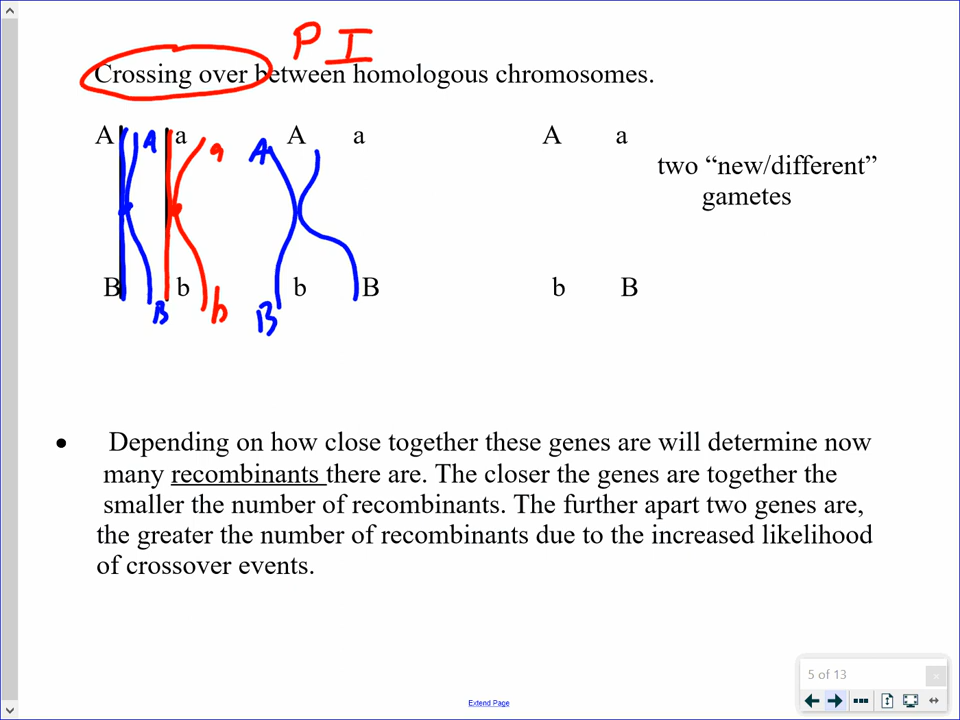 P I
Crossing over between homologous chromosomes.
A A a a A A a A a
two “new/different”
gametes
B B b b B b B b B
• Depending on how close together these genes are will determine now
many recombinants there are. The closer the genes are together the
smaller the number of recombinants. The further apart two genes are,
the greater the number of recombinants due to the increased likelihood
of crossover events.
5 of 13
Extend Page